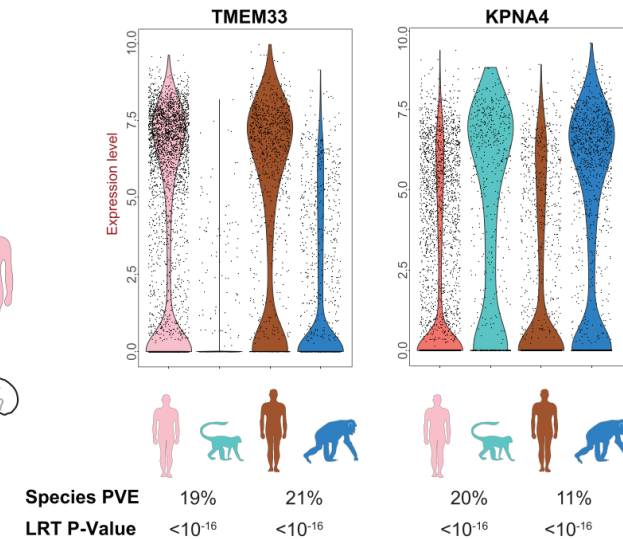 TMEM33
KPNA4
Expression level
10.0
7.5
5.0
2.5
0.0
10.0
7.5
5.0
2.5
0.0
Species PVE 19% 21% 20% 11%
LRT P-Value <10⁻¹⁶ <10⁻¹⁶ <10⁻¹⁶ <10⁻¹⁶